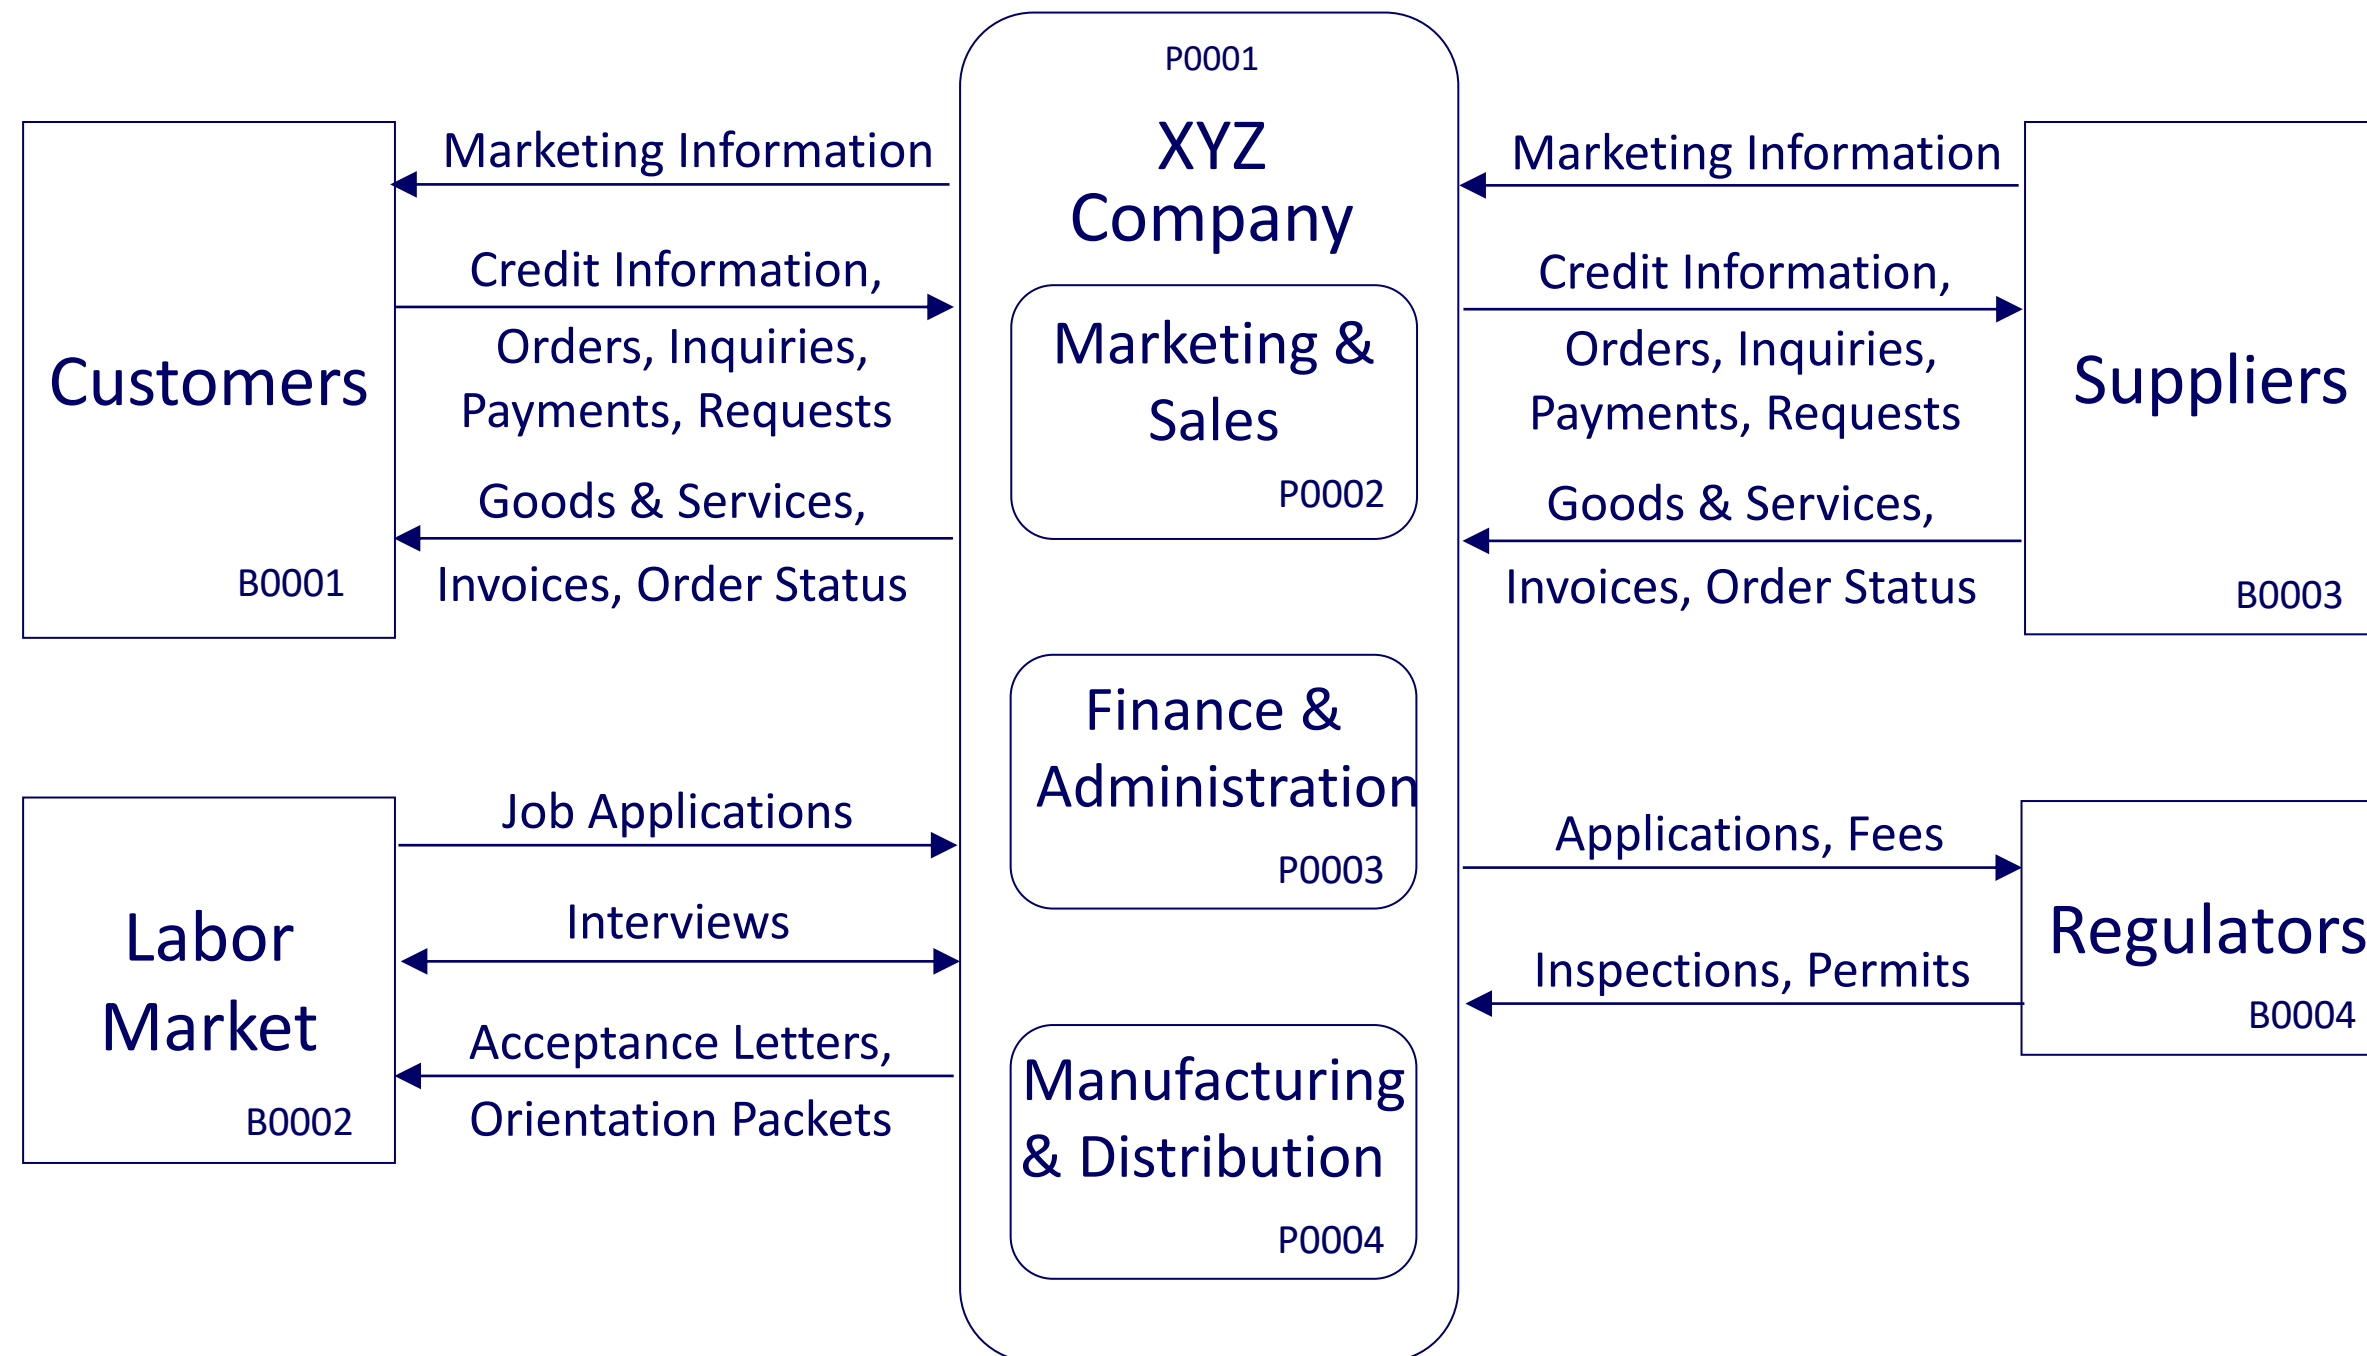 P0001
XYZ
Company
Marketing Information
Credit Information,
Orders, Inquiries,
Payments, Requests
Goods & Services,
Invoices, Order Status
Customers
B0001
Marketing &
Sales
P0002
Marketing Information
Credit Information,
Orders, Inquiries,
Payments, Requests
Goods & Services,
Invoices, Order Status
Suppliers
B0003
Finance &
Administration
P0003
Labor
Market
B0002
Job Applications
Interviews
Acceptance Letters,
Orientation Packets
Applications, Fees
Inspections, Permits
Regulators
B0004
Manufacturing
& Distribution
P0004